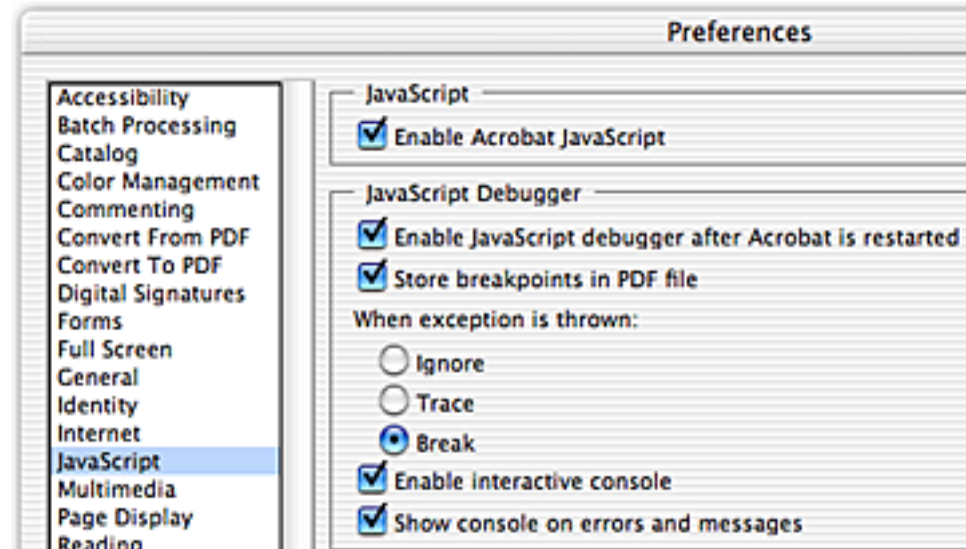 Preferences
Accessibility
Batch Processing
Catalog
Color Management
Commenting
Convert From PDF
Convert To PDF
Digital Signatures
Forms
Full Screen
General
Identity
Internet
JavaScript
Multimedia
Page Display
Reading
JavaScript
Enable Acrobat JavaScript
JavaScript Debugger
Enable JavaScript debugger after Acrobat is restarted
Store breakpoints in PDF file
When exception is thrown:
Ignore
Trace
Break
Enable interactive console
Show console on errors and messages